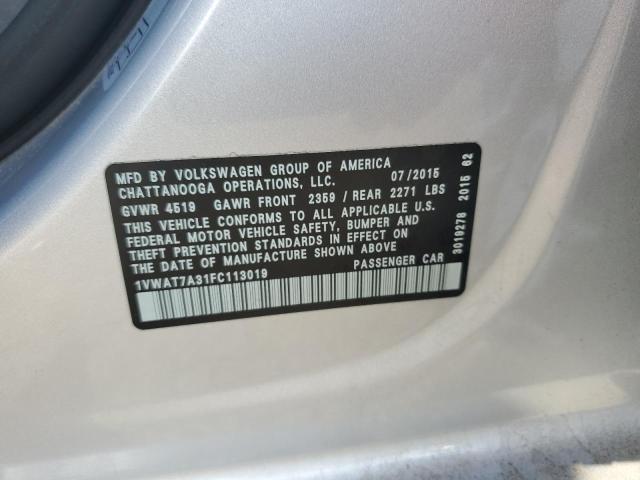 MFD BY VOLKSWAGEN GROUP OF AMERICA
CHATTANOOGA OPERATIONS, LLC. 07/2015
GVWR 4519 GAWR FRONT 2359 / REAR 2271 LBS
THIS VEHICLE CONFORMS TO ALL APPLICABLE U.S.
FEDERAL MOTOR VEHICLE SAFETY, BUMPER AND
THEFT PREVENTION STANDARDS IN EFFECT ON
THE DATE OF MANUFACTURE SHOWN ABOVE
1VWAT7A31FC113019 PASSENGER CAR
3019278 2015 62